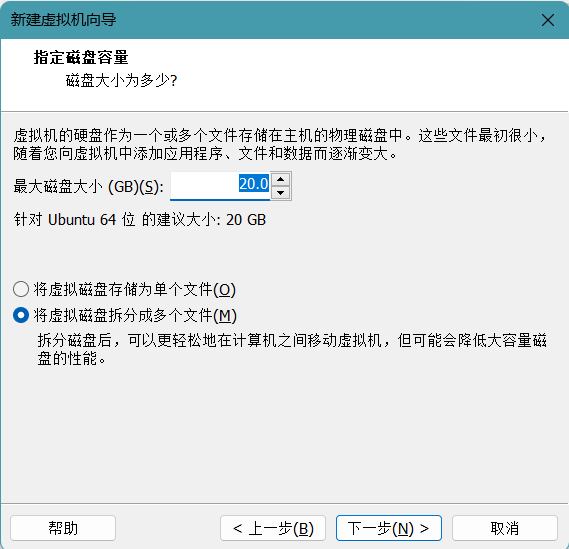 新建虚拟机向导
指定磁盘容量
磁盘大小为多少?
虚拟机的硬盘作为一个或多个文件存储在主机的物理磁盘中。这些文件最初很小，
随着您向虚拟机中添加应用程序、文件和数据而逐渐变大。
最大磁盘大小 (GB)(S): 20.0
针对 Ubuntu 64 位 的建议大小: 20 GB
将虚拟磁盘存储为单个文件(O)
将虚拟磁盘拆分成多个文件(M)
拆分磁盘后，可以更轻松地在计算机之间移动虚拟机，但可能会降低大容量磁
盘的性能。
帮助 < 上一步(B) 下一步(N) > 取消